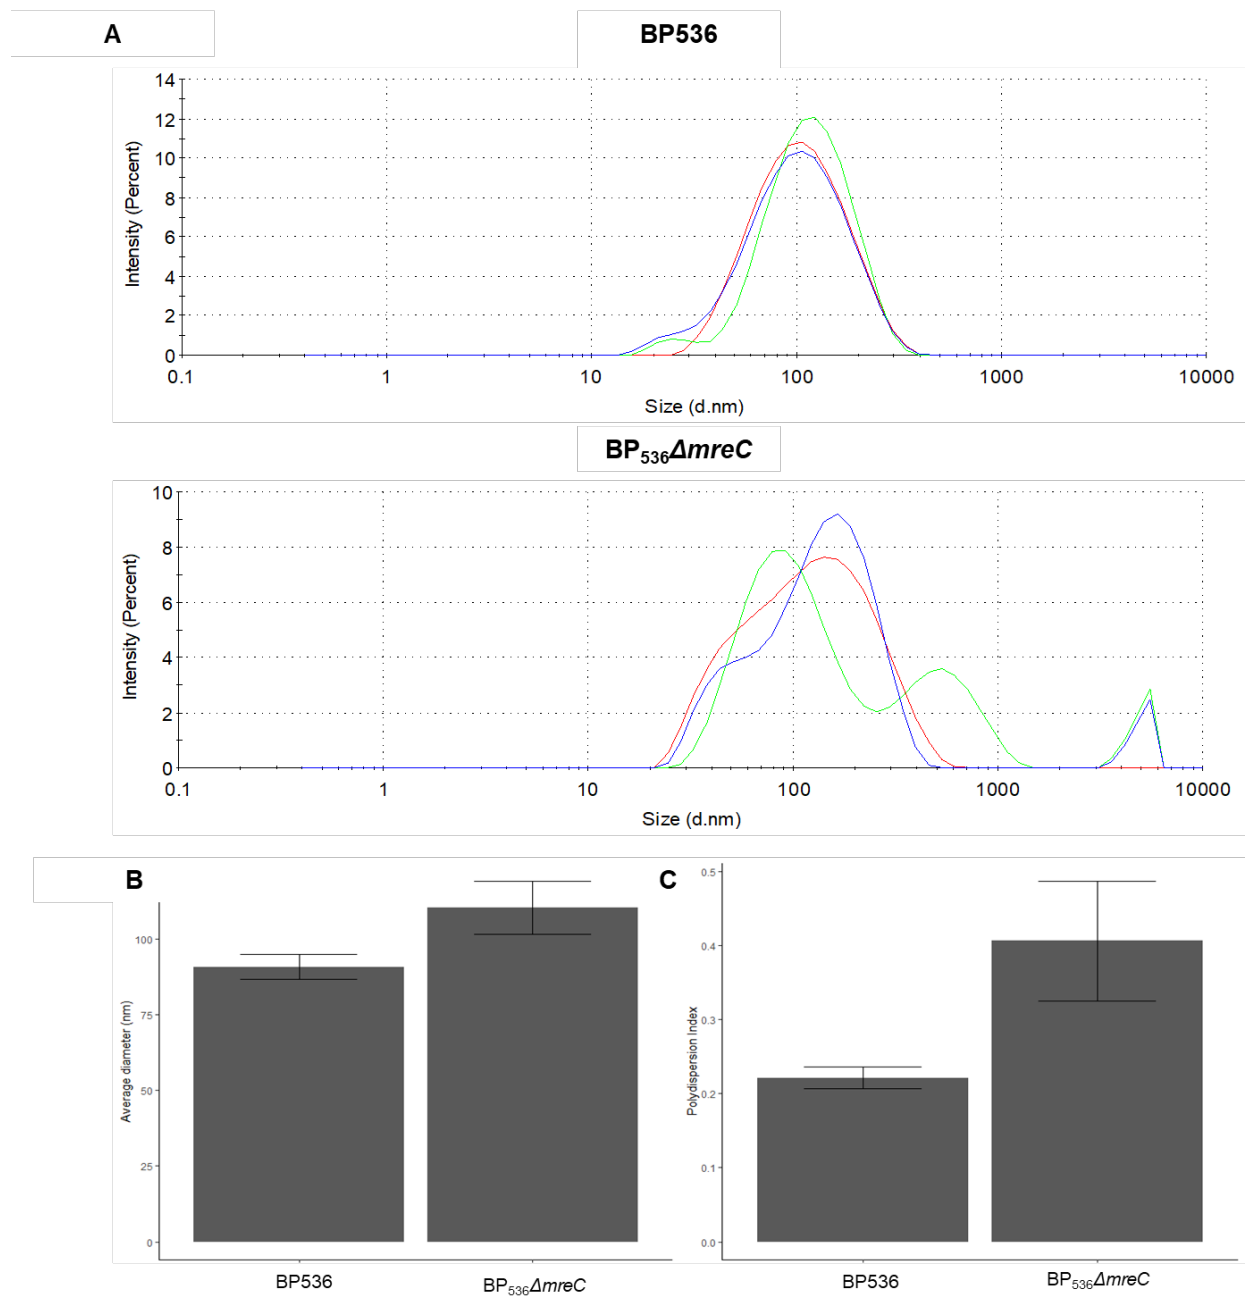 A
BP536
14
12
10
8
6
4
2
0
Intensity (Percent)
0.1 1 10 100 1000 10000
Size (d.nm)
BP₅₃₆ΔmreC
10
8
6
4
2
0
Intensity (Percent)
0.1 1 10 100 1000 10000
Size (d.nm)
B
100
75
50
25
0
Average diameter (nm)
BP536 BP₅₃₆ΔmreC
C
0.5
0.4
0.3
0.2
0.1
0.0
Polydispersion Index
BP536 BP₅₃₆ΔmreC